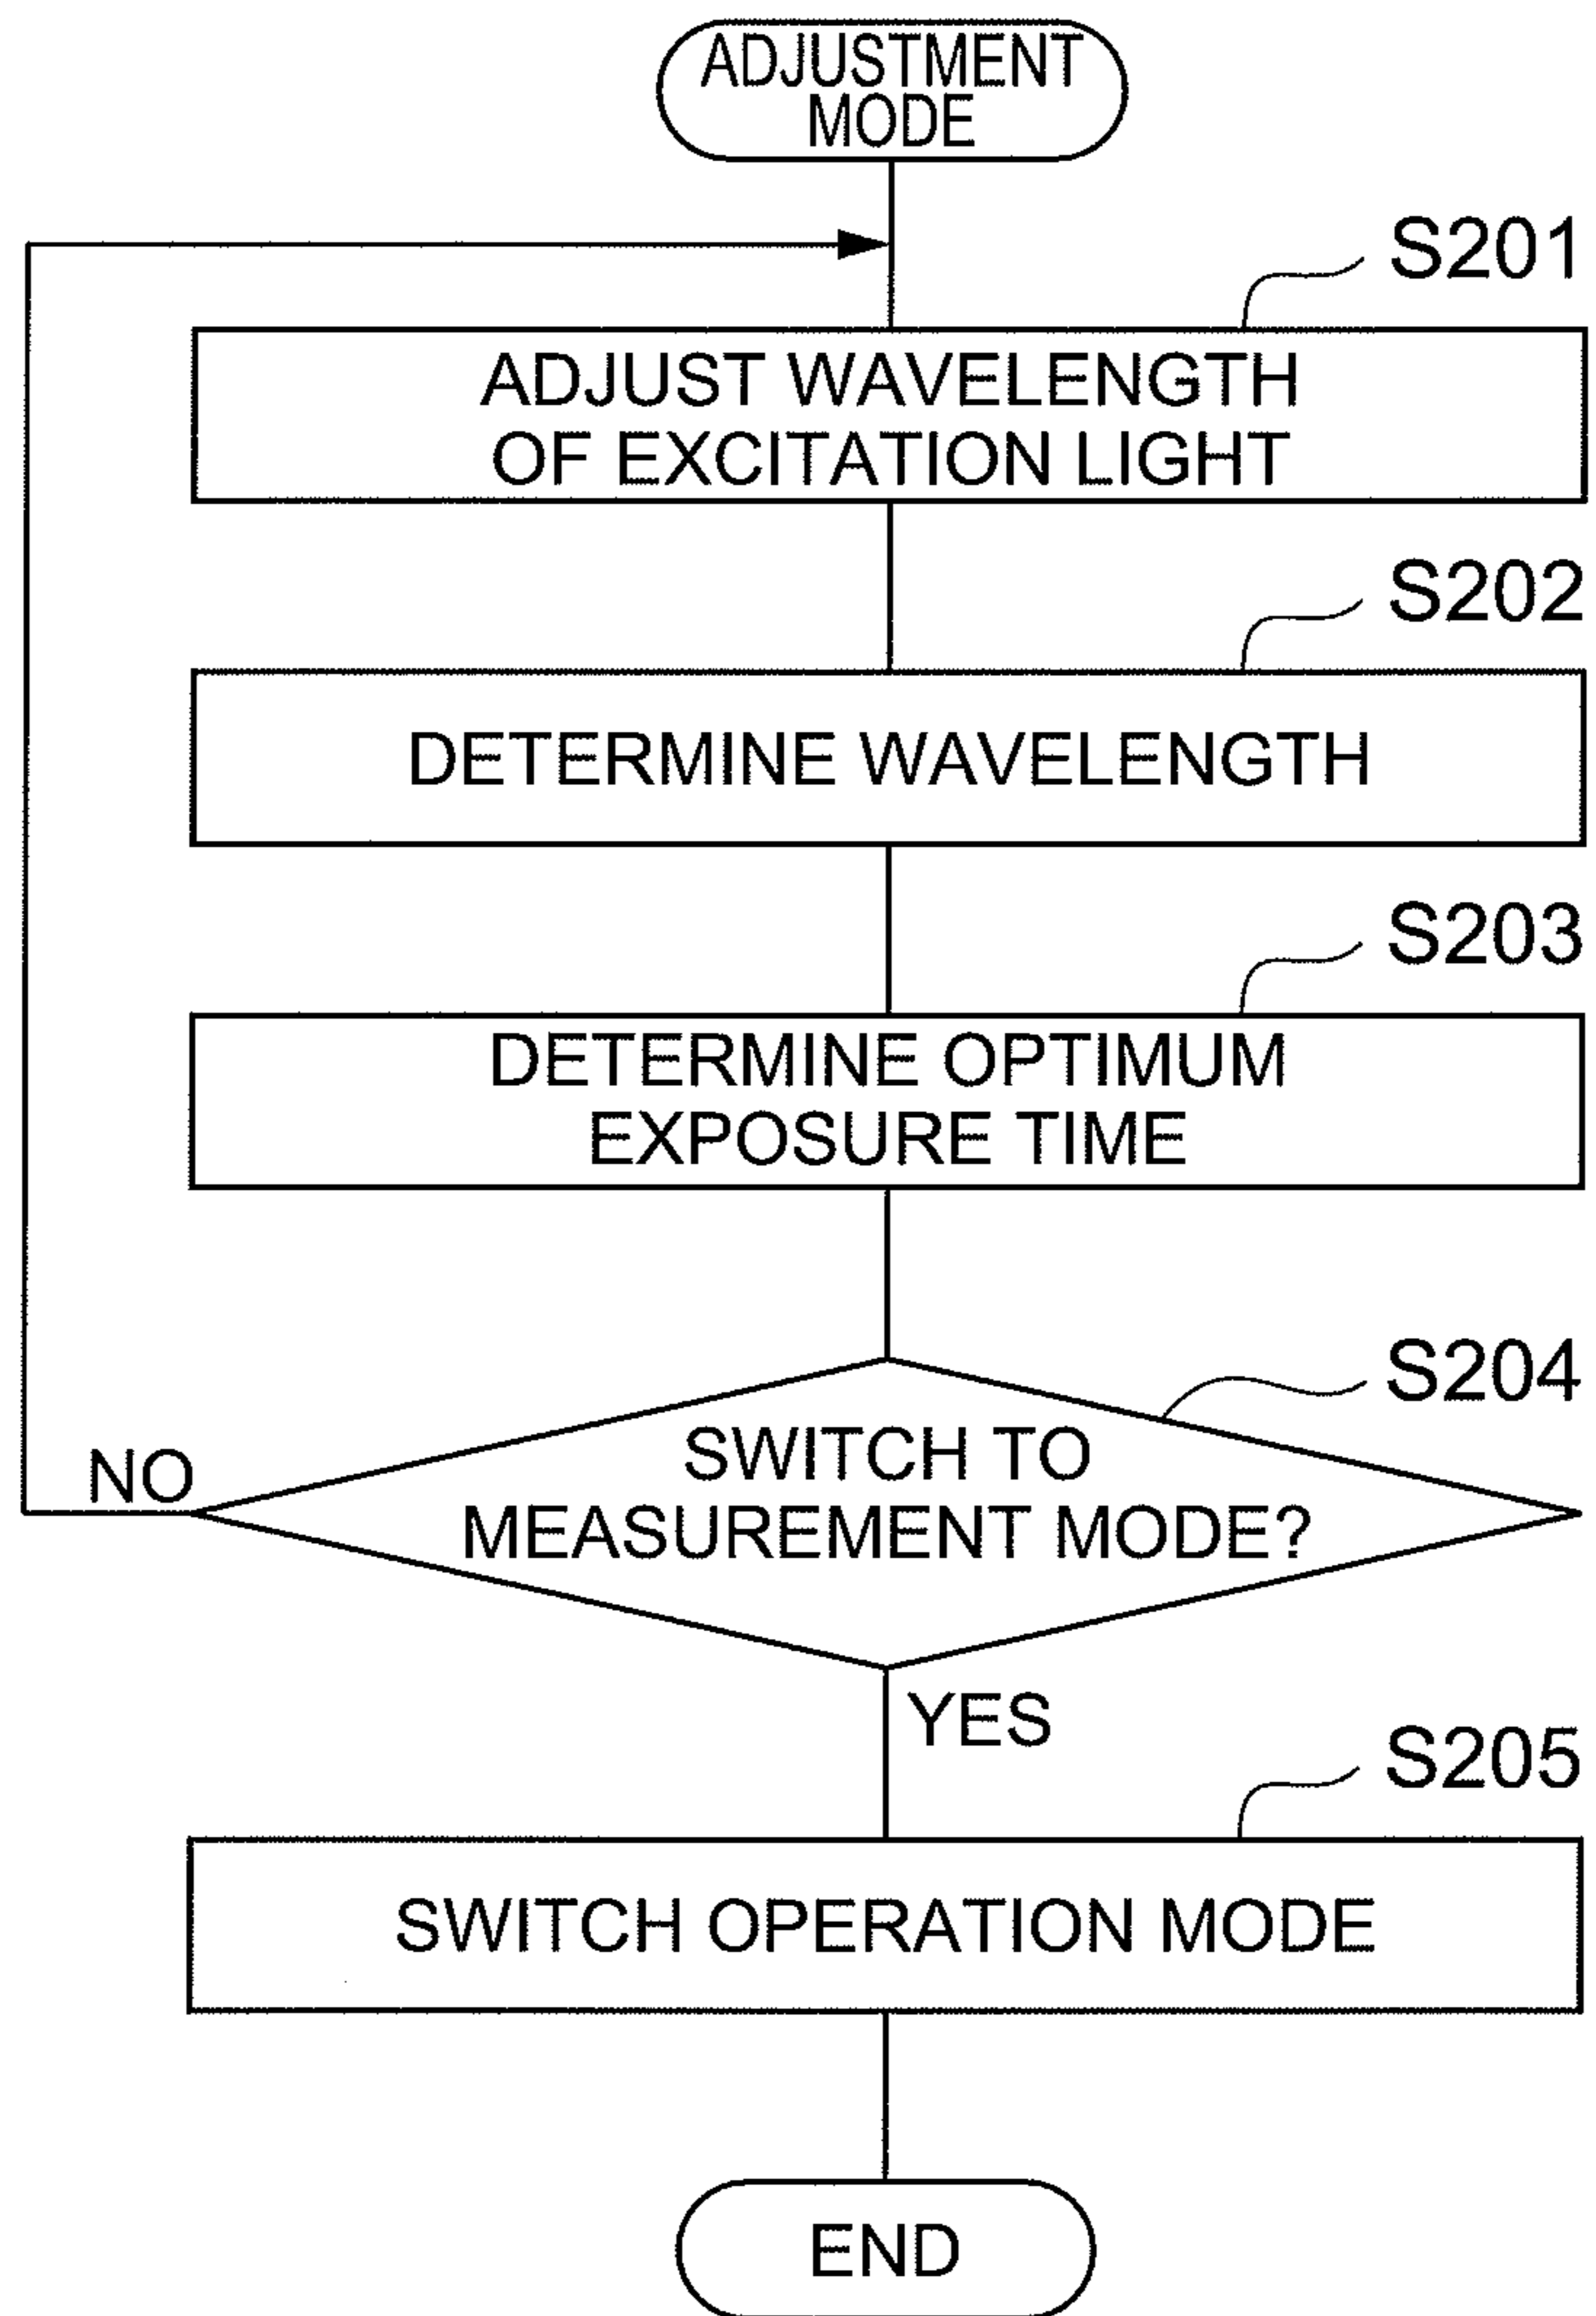 ADJUSTMENT
MODE
S201
ADJUST WAVELENGTH
OF EXCITATION LIGHT
S202
DETERMINE WAVELENGTH
S203
DETERMINE OPTIMUM
EXPOSURE TIME
S204
SWITCH TO
MEASUREMENT MODE?
NO
YES
S205
SWITCH OPERATION MODE
END